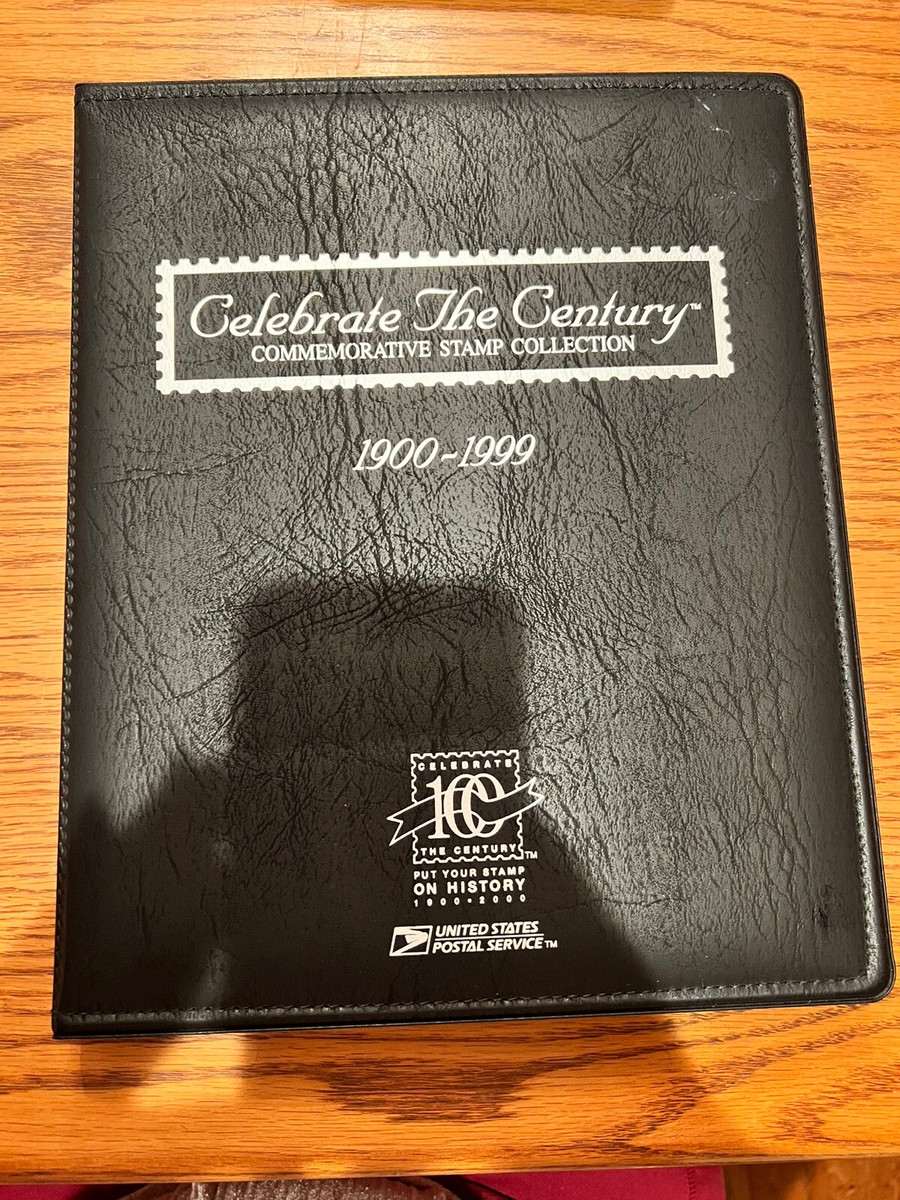 Celebrate The Century™
COMMEMORATIVE STAMP COLLECTION
1900-1999
CELEBRATE
100
THE CENTURY™
PUT YOUR STAMP
ON HISTORY
1900•2000
UNITED STATES
POSTAL SERVICE™